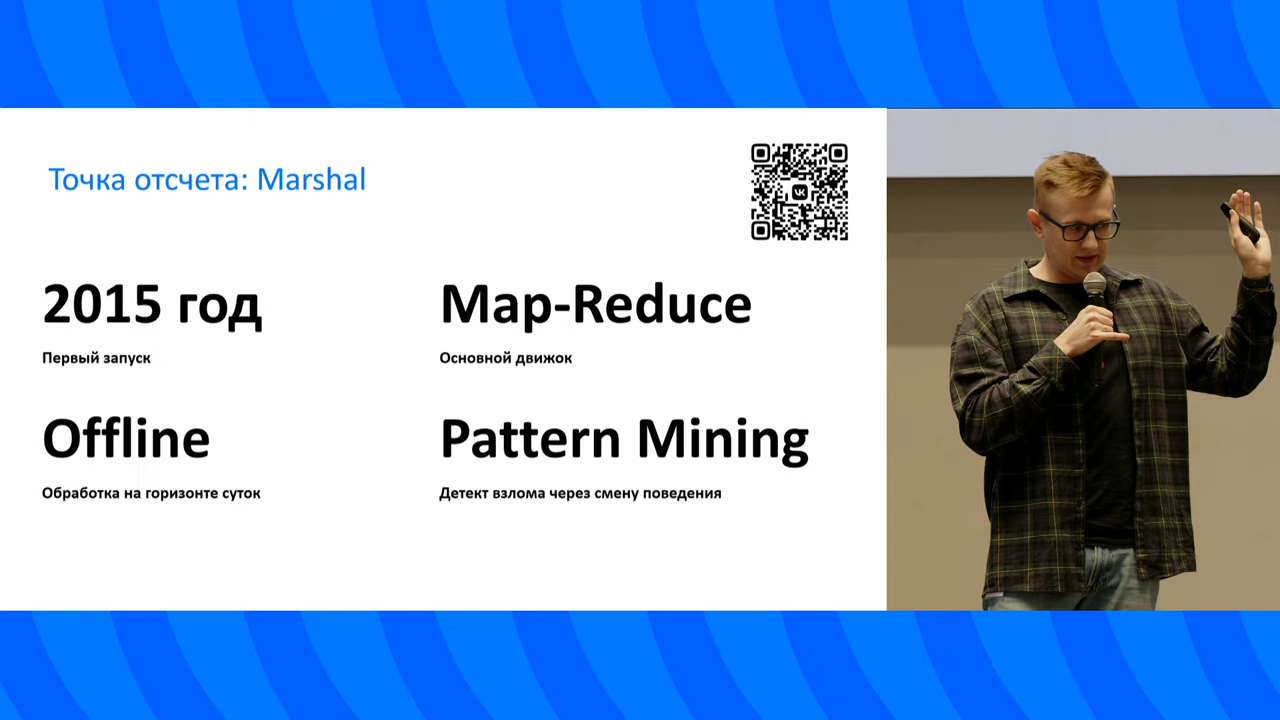 Точка отсчета: Marshal
2015 год
Первый запуск
Map-Reduce
Основной движок
Offline
Обработка на горизонте суток
Pattern Mining
Детект взлома через смену поведения